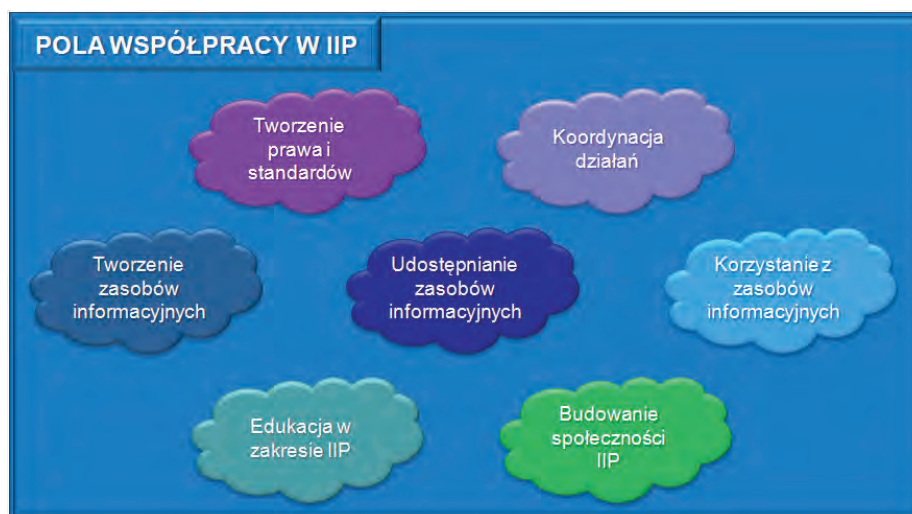 POLA WSPÓŁPRACY W IIP
Tworzenie
prawa i
standardów
Koordynacja
działań
Tworzenie
zasobów
informacyjnych
Udostępnianie
zasobów
informacyjnych
Korzystanie z
zasobów
informacyjnych
Edukacja w
zakresie IIP
Budowanie
społeczności
IIP